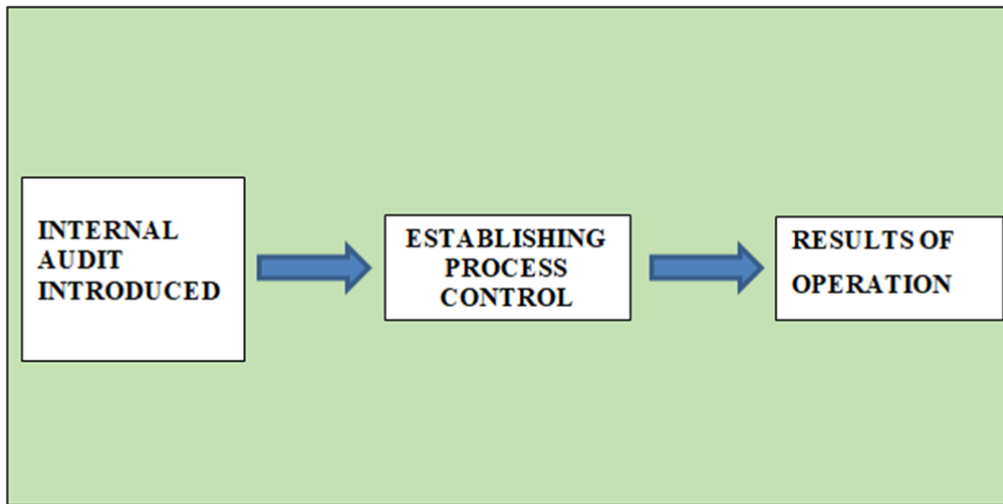 INTERNAL
AUDIT
INTRODUCED
ESTABLISHING
PROCESS
CONTROL
RESULTS OF
OPERATION